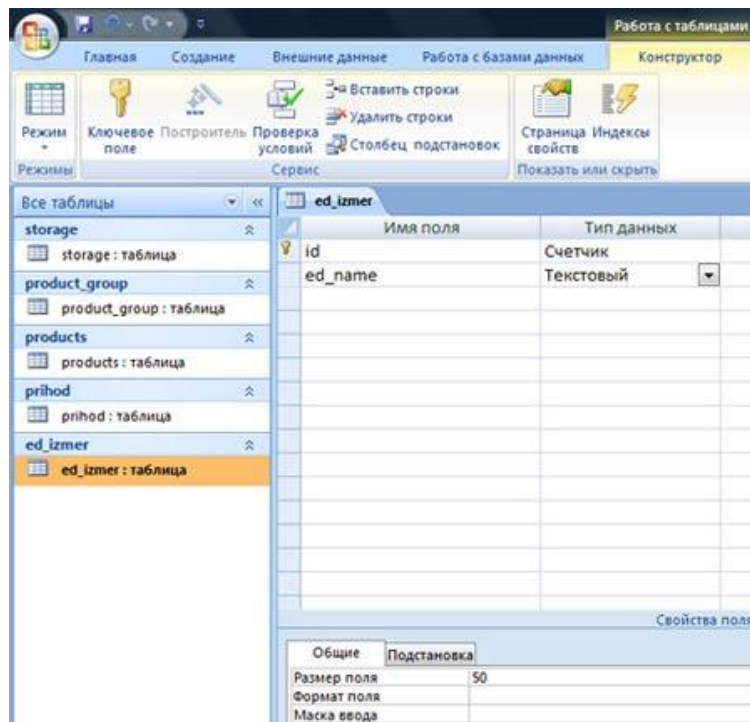 Работа с таблицами
Главная Создание Внешние данные Работа с базами данных Конструктор
Режим
Ключевое поле
Построитель
Проверка условий
Вставить строки
Удалить строки
Столбец подстановок
Страница свойств
Индексы
Режимы Сервис Показать или скрыть
Все таблицы
storage
storage : таблица
product_group
product_group : таблица
products
products : таблица
prihod
prihod : таблица
ed_izmer
ed_izmer : таблица
ed_izmer
Имя поля Тип данных
id Счетчик
ed_name Текстовый
Свойства поля
Общие Подстановка
Размер поля 50
Формат поля
Маска ввода